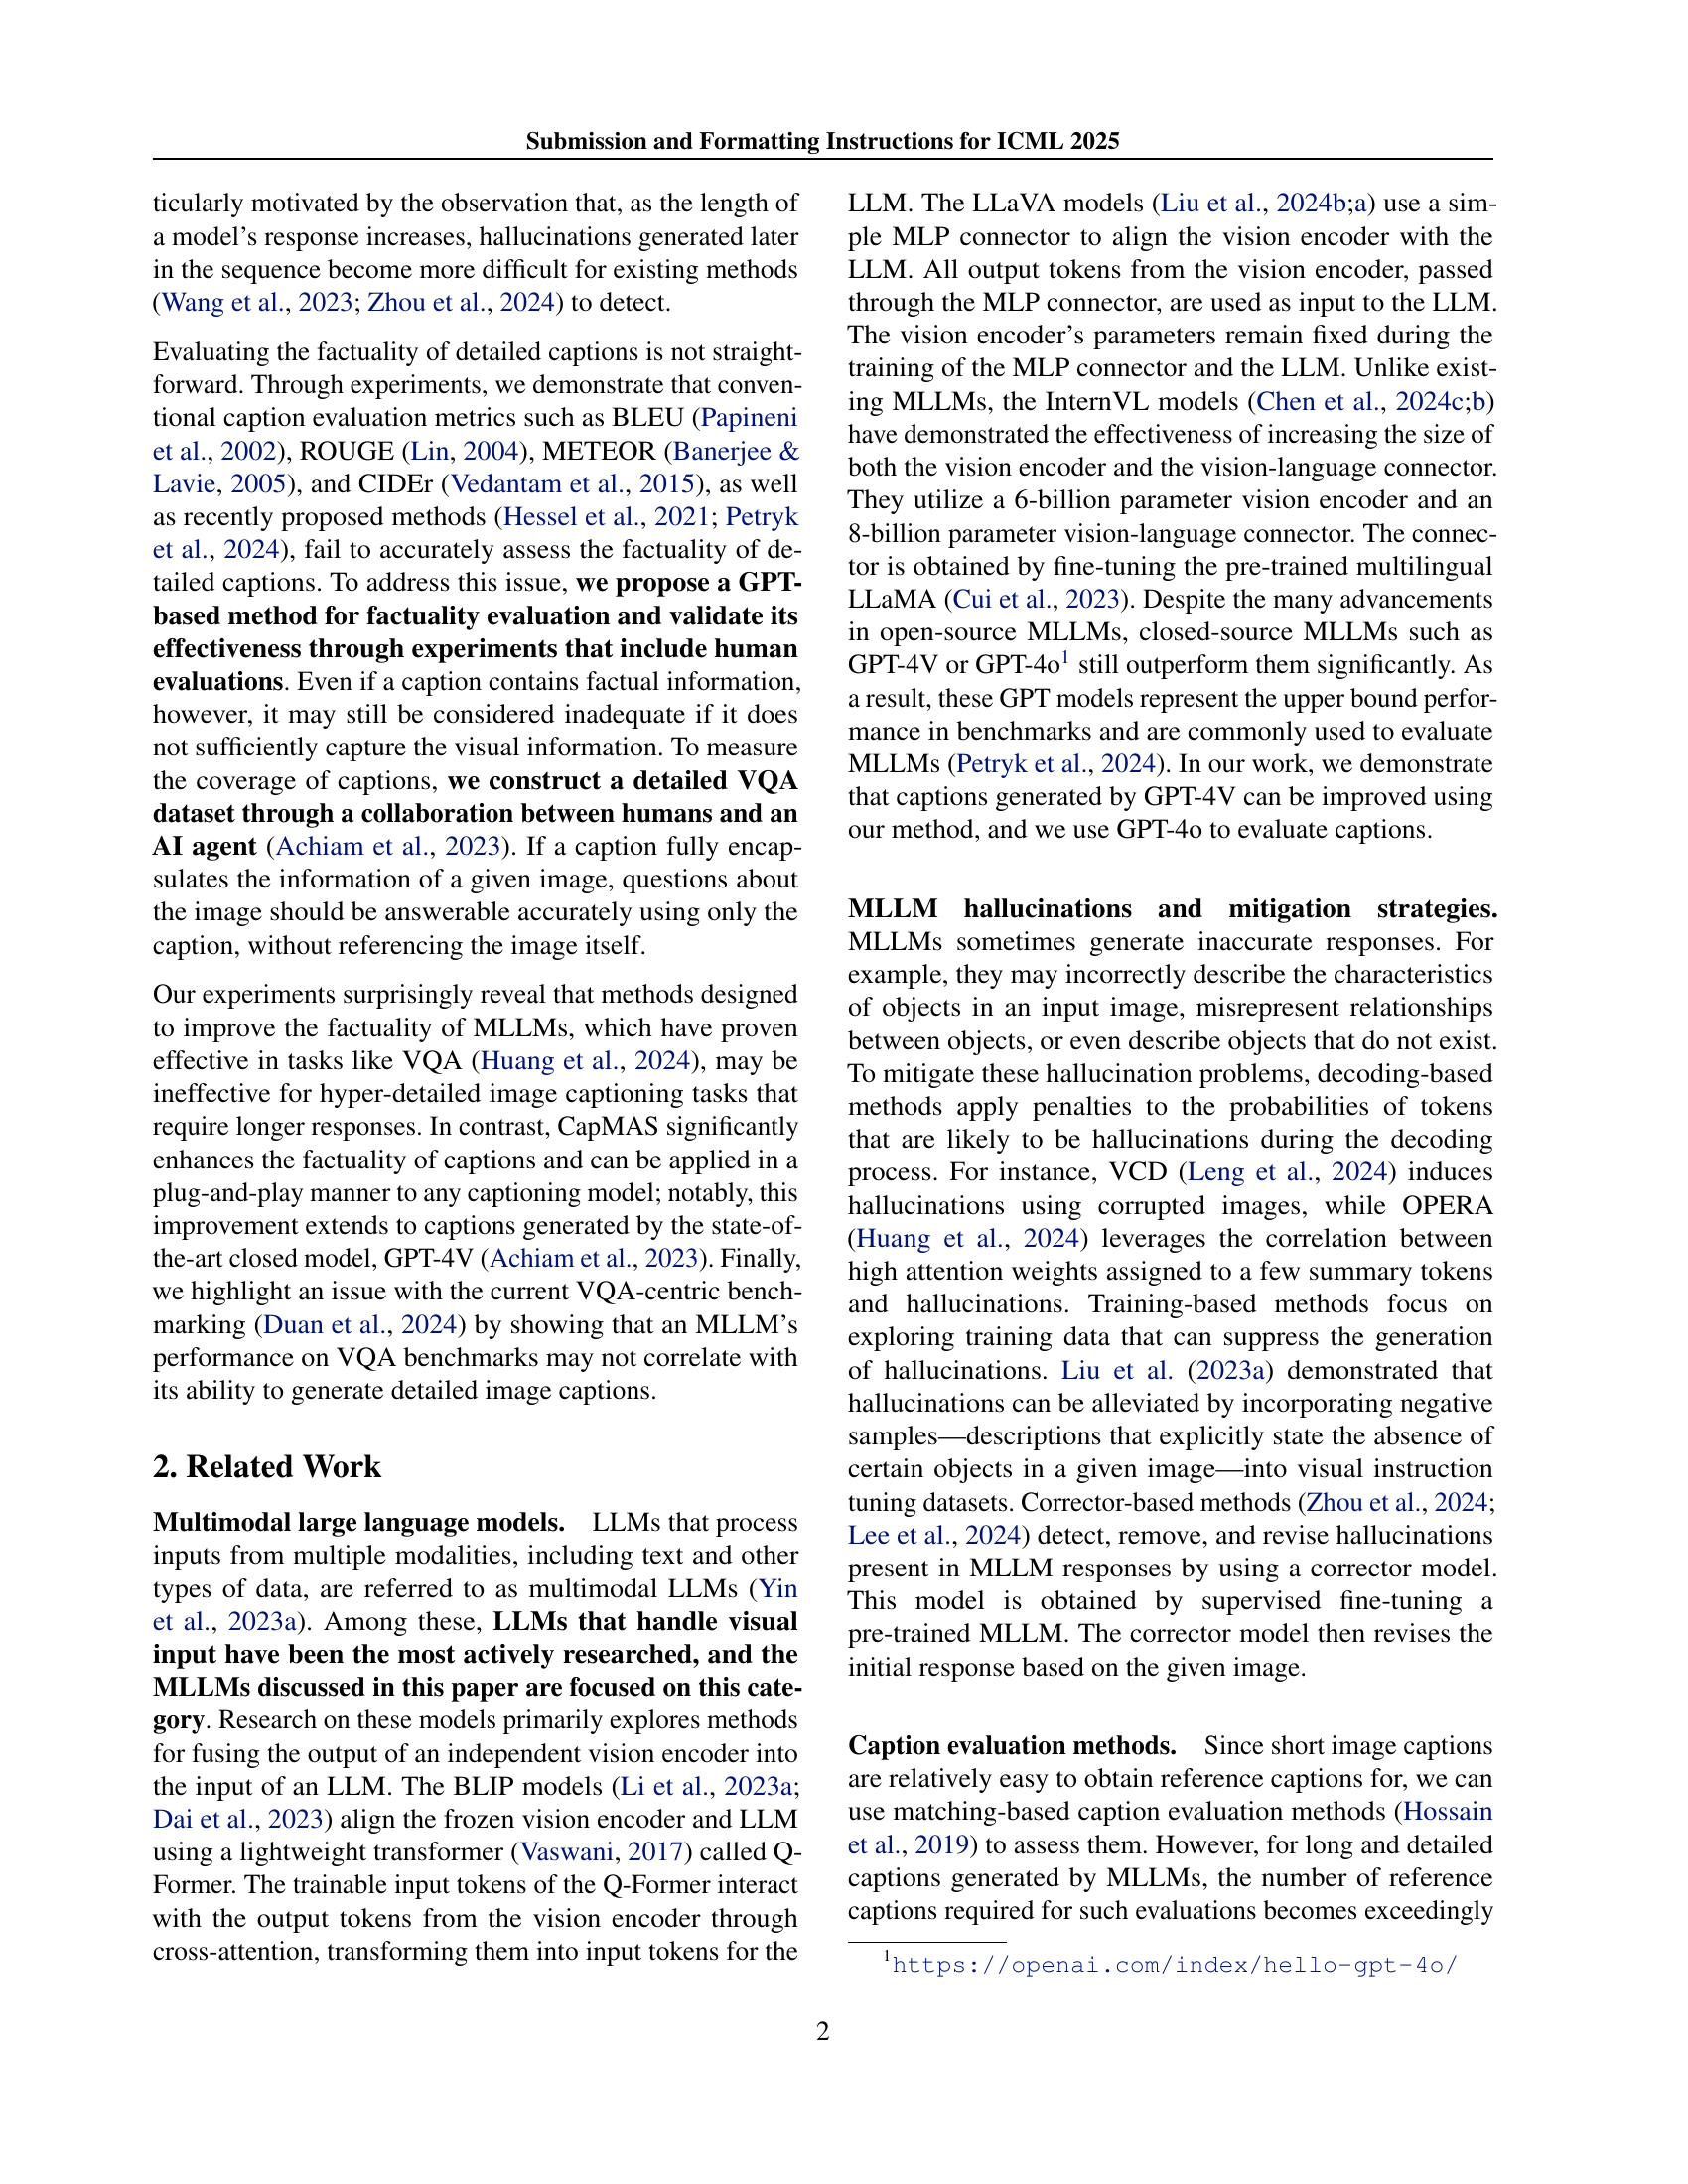 Submission and Formatting Instructions for ICML 2025
ticularly motivated by the observation that, as the length of
a model's response increases, hallucinations generated later
in the sequence become more difficult for existing methods
(Wang et al., 2023; Zhou et al., 2024) to detect.
Evaluating the factuality of detailed captions is not straight-
forward. Through experiments, we demonstrate that conven-
tional caption evaluation metrics such as BLEU (Papineni
et al., 2002), ROUGE (Lin, 2004), METEOR (Banerjee &
Lavie, 2005), and CIDEr (Vedantam et al., 2015), as well
as recently proposed methods (Hessel et al., 2021; Petryk
et al., 2024), fail to accurately assess the factuality of de-
tailed captions. To address this issue, we propose a GPT-
based method for factuality evaluation and validate its
effectiveness through experiments that include human
evaluations. Even if a caption contains factual information,
however, it may still be considered inadequate if it does
not sufficiently capture the visual information. To measure
the coverage of captions, we construct a detailed VQA
dataset through a collaboration between humans and an
AI agent (Achiam et al., 2023). If a caption fully encap-
sulates the information of a given image, questions about
the image should be answerable accurately using only the
caption, without referencing the image itself.
Our experiments surprisingly reveal that methods designed
to improve the factuality of MLLMs, which have proven
effective in tasks like VQA (Huang et al., 2024), may be
ineffective for hyper-detailed image captioning tasks that
require longer responses. In contrast, CapMAS significantly
enhances the factuality of captions and can be applied in a
plug-and-play manner to any captioning model; notably, this
improvement extends to captions generated by the state-of-
the-art closed model, GPT-4V (Achiam et al., 2023). Finally,
we highlight an issue with the current VQA-centric bench-
marking (Duan et al., 2024) by showing that an MLLM's
performance on VQA benchmarks may not correlate with
its ability to generate detailed image captions.
2. Related Work
Multimodal large language models. LLMs that process
inputs from multiple modalities, including text and other
types of data, are referred to as multimodal LLMs (Yin
et al., 2023a). Among these, LLMs that handle visual
input have been the most actively researched, and the
MLLMs discussed in this paper are focused on this cate-
gory. Research on these models primarily explores methods
for fusing the output of an independent vision encoder into
the input of an LLM. The BLIP models (Li et al., 2023a;
Dai et al., 2023) align the frozen vision encoder and LLM
using a lightweight transformer (Vaswani, 2017) called Q-
Former. The trainable input tokens of the Q-Former interact
with the output tokens from the vision encoder through
cross-attention, transforming them into input tokens for the
LLM. The LLaVA models (Liu et al., 2024b;a) use a sim-
ple MLP connector to align the vision encoder with the
LLM. All output tokens from the vision encoder, passed
through the MLP connector, are used as input to the LLM.
The vision encoder's parameters remain fixed during the
training of the MLP connector and the LLM. Unlike exist-
ing MLLMs, the InternVL models (Chen et al., 2024c;b)
have demonstrated the effectiveness of increasing the size of
both the vision encoder and the vision-language connector.
They utilize a 6-billion parameter vision encoder and an
8-billion parameter vision-language connector. The connec-
tor is obtained by fine-tuning the pre-trained multilingual
LLaMA (Cui et al., 2023). Despite the many advancements
in open-source MLLMs, closed-source MLLMs such as
GPT-4V or GPT-4o1 still outperform them significantly. As
a result, these GPT models represent the upper bound perfor-
mance in benchmarks and are commonly used to evaluate
MLLMs (Petryk et al., 2024). In our work, we demonstrate
that captions generated by GPT-4V can be improved using
our method, and we use GPT-4o to evaluate captions.
MLLM hallucinations and mitigation strategies.
MLLMs sometimes generate inaccurate responses. For
example, they may incorrectly describe the characteristics
of objects in an input image, misrepresent relationships
between objects, or even describe objects that do not exist.
To mitigate these hallucination problems, decoding-based
methods apply penalties to the probabilities of tokens
that are likely to be hallucinations during the decoding
process. For instance, VCD (Leng et al., 2024) induces
hallucinations using corrupted images, while OPERA
(Huang et al., 2024) leverages the correlation between
high attention weights assigned to a few summary tokens
and hallucinations. Training-based methods focus on
exploring training data that can suppress the generation
of hallucinations. Liu et al. (2023a) demonstrated that
hallucinations can be alleviated by incorporating negative
samples—descriptions that explicitly state the absence of
certain objects in a given image—into visual instruction
tuning datasets. Corrector-based methods (Zhou et al., 2024;
Lee et al., 2024) detect, remove, and revise hallucinations
present in MLLM responses by using a corrector model.
This model is obtained by supervised fine-tuning a
pre-trained MLLM. The corrector model then revises the
initial response based on the given image.
Caption evaluation methods. Since short image captions
are relatively easy to obtain reference captions for, we can
use matching-based caption evaluation methods (Hossain
et al., 2019) to assess them. However, for long and detailed
captions generated by MLLMs, the number of reference
captions required for such evaluations becomes exceedingly
1https://openai.com/index/hello-gpt-4o/
2